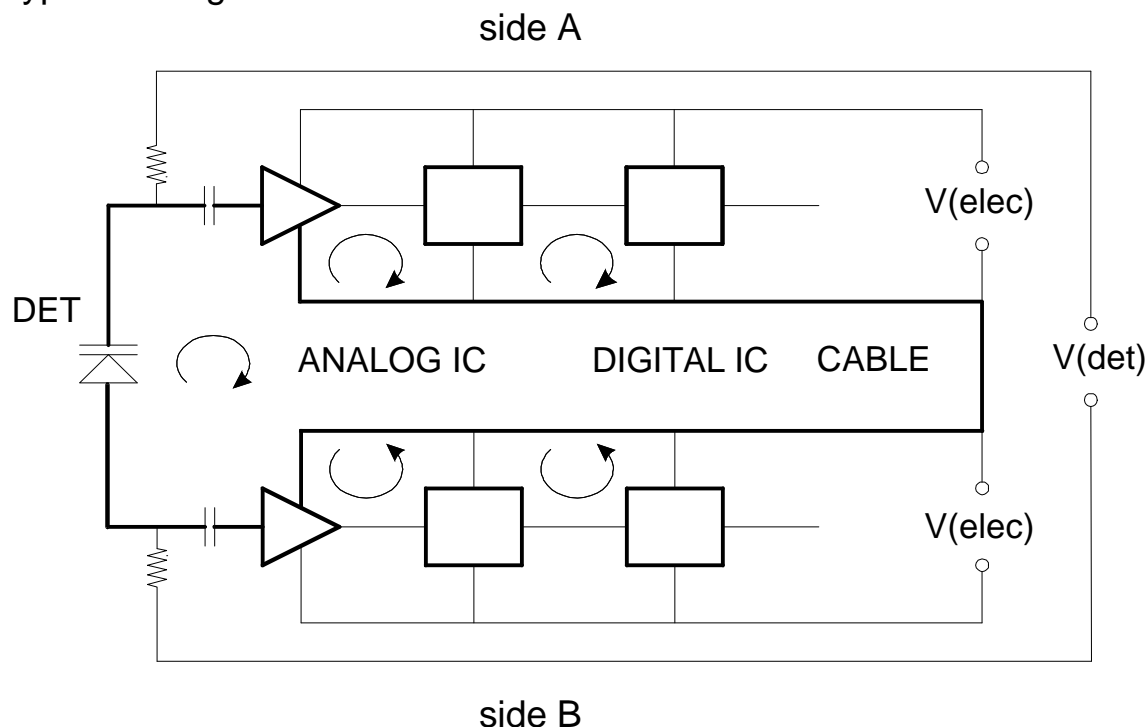 side A
V(elec)
DET
ANALOG IC DIGITAL IC CABLE V(det)
V(elec)
side B